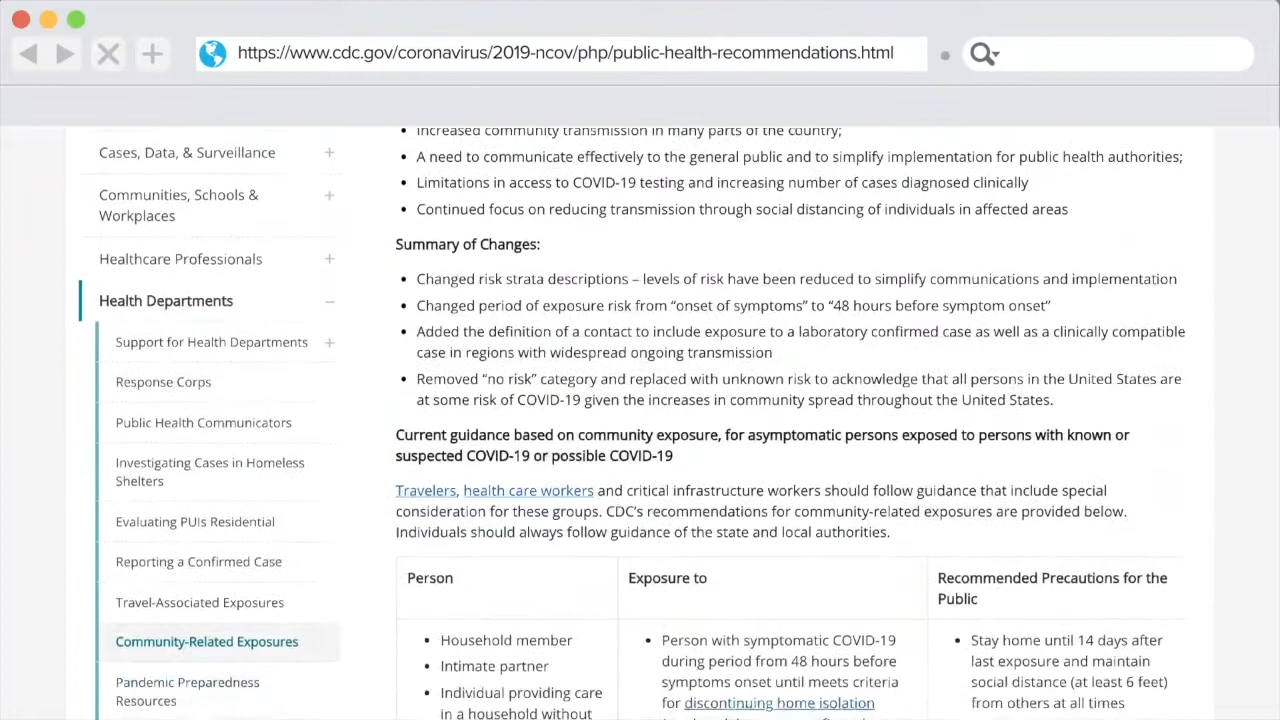 https://www.cdc.gov/coronavirus/2019-ncov/php/public-health-recommendations.html
Cases, Data, & Surveillance
Communities, Schools &
Workplaces
Healthcare Professionals
Health Departments
Support for Health Departments
Response Corps
Public Health Communicators
Investigating Cases in Homeless
Shelters
Evaluating PUIs Residential
Reporting a Confirmed Case
Travel-Associated Exposures
Community-Related Exposures
Pandemic Preparedness
Resources
Increased community transmission in many parts of the country;
A need to communicate effectively to the general public and to simplify implementation for public health authorities;
Limitations in access to COVID-19 testing and increasing number of cases diagnosed clinically
Continued focus on reducing transmission through social distancing of individuals in affected areas
Summary of Changes:
Changed risk strata descriptions – levels of risk have been reduced to simplify communications and implementation
Changed period of exposure risk from “onset of symptoms” to “48 hours before symptom onset”
Added the definition of a contact to include exposure to a laboratory confirmed case as well as a clinically compatible
case in regions with widespread ongoing transmission
Removed “no risk” category and replaced with unknown risk to acknowledge that all persons in the United States are
at some risk of COVID-19 given the increases in community spread throughout the United States.
Current guidance based on community exposure, for asymptomatic persons exposed to persons with known or
suspected COVID-19 or possible COVID-19
Travelers, health care workers and critical infrastructure workers should follow guidance that include special
consideration for these groups. CDC’s recommendations for community-related exposures are provided below.
Individuals should always follow guidance of the state and local authorities.
Person
Household member
Intimate partner
Individual providing care
in a household without
Exposure to
Person with symptomatic COVID-19
during period from 48 hours before
symptoms onset until meets criteria
for discontinuing home isolation
Recommended Precautions for the
Public
Stay home until 14 days after
last exposure and maintain
social distance (at least 6 feet)
from others at all times